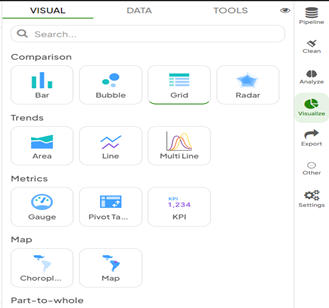 VISUAL DATA TOOLS
Search...
Comparison
Bar Bubble Grid Radar
Trends
Area Line Multi Line
Metrics
KPI
1,234
Gauge Pivot Ta... KPI
Map
Choropl... Map
Part-to-whole
Pipeline
Clean
Analyze
Visualize
Export
Other
Settings